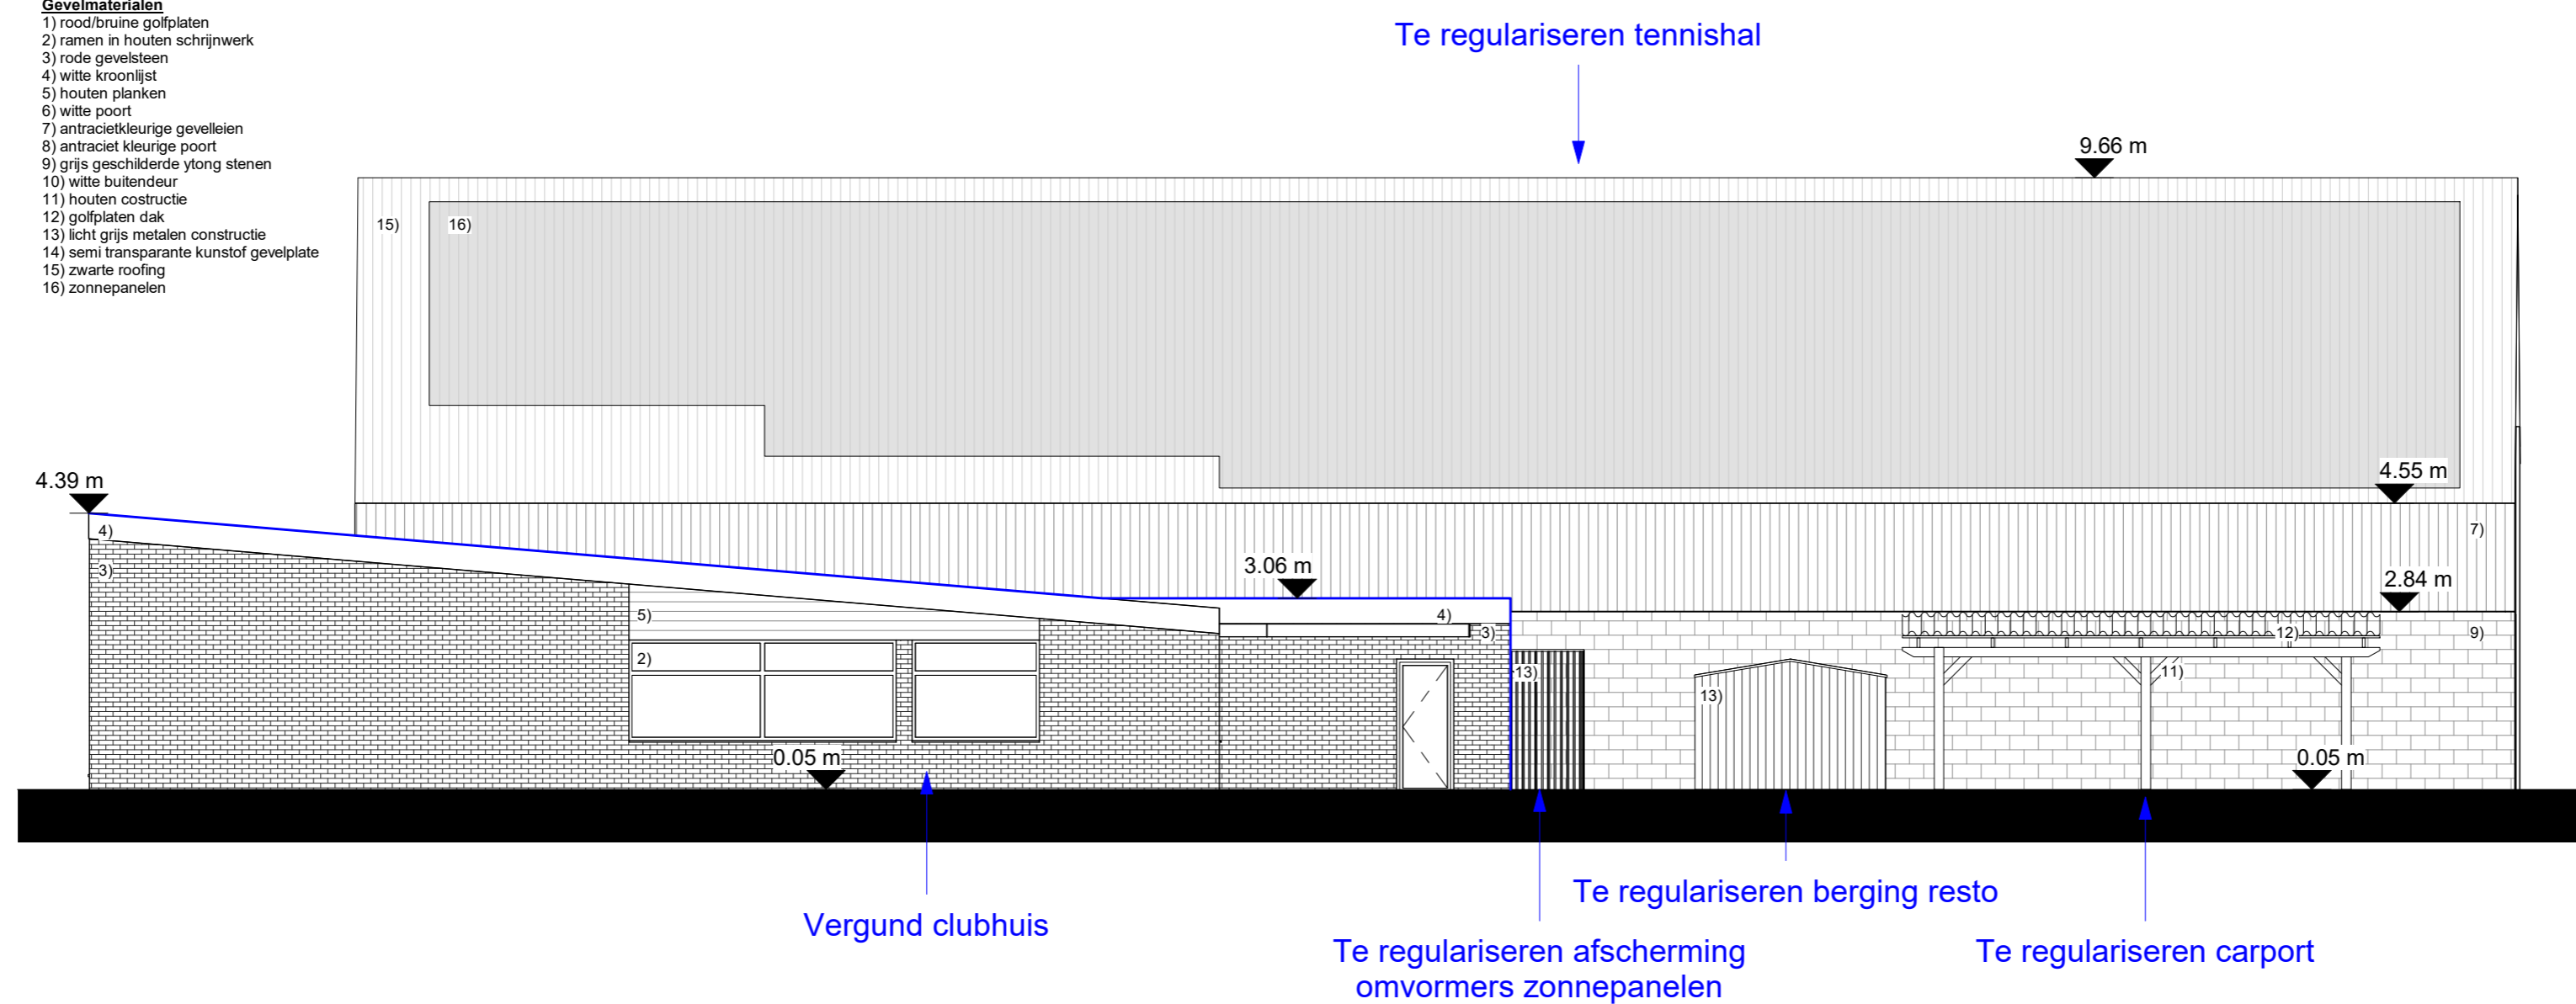 Gevelmaterialen
1) rood/bruine golfplaten
2) ramen in houten schrijnwerk
3) rode gevelsteen
4) witte kroonlijst
5) houten planken
6) witte poort
7) antracietkleurige gevelleien
8) antraciet kleurige poort
9) grijs geschilderde ytong stenen
10) witte buitendeur
11) houten costructie
12) golfplaten dak
13) licht grijs metalen constructie
14) semi transparante kunstof gevelplate
15) zwarte roofing
16) zonnepanelen
Te regulariseren tennishal
9.66 m
15)
16)
4.39 m
4.55 m
4)
7)
3)
3.06 m
2.84 m
5)
4)
3)
12)
9)
2)
13)
11)
13)
0.05 m
0.05 m
Te regulariseren berging resto
Vergund clubhuis
Te regulariseren afscherming
omvormers zonnepanelen
Te regulariseren carport